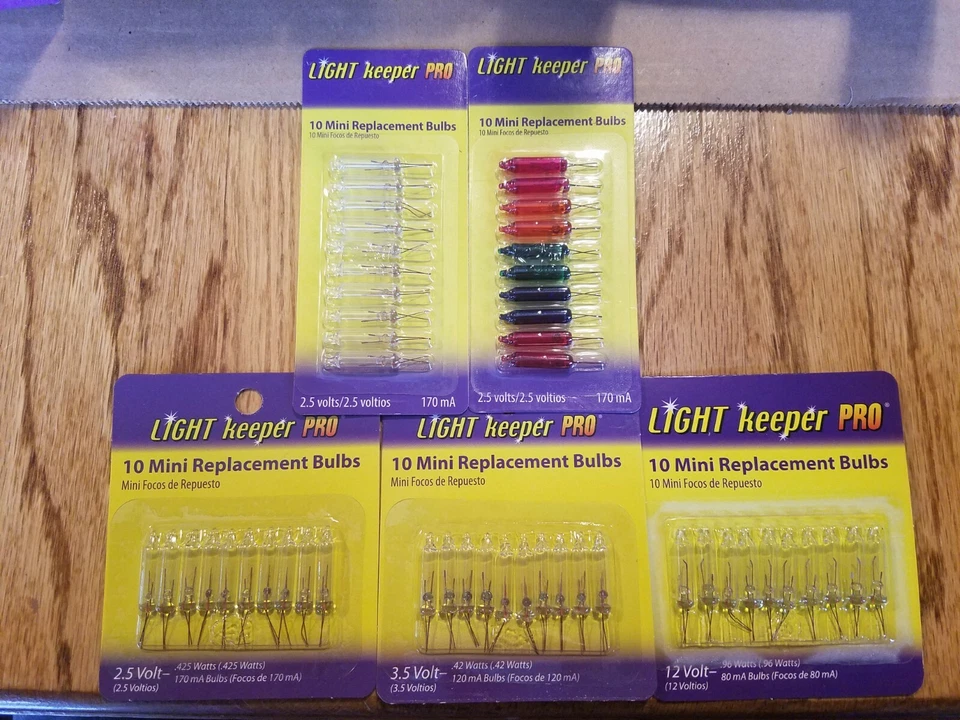 LIGHT keeper PRO
10 Mini Replacement Bulbs
10 Mini Focos de Repuesto
2.5 volts/2.5 voltios 170 mA
LIGHT keeper PRO
10 Mini Replacement Bulbs
10 Mini Focos de Repuesto
2.5 volts/2.5 voltios 170 mA
LIGHT keeper PRO
10 Mini Replacement Bulbs
Mini Focos de Repuesto
2.5 Volt– .425 Watts (.425 Watts)
(2.5 Voltios) 170 mA Bulbs (Focos de 170 mA)
LIGHT keeper PRO
10 Mini Replacement Bulbs
Mini Focos de Repuesto
3.5 Volt– .42 Watts (.42 Watts)
(3.5 Voltios) 120 mA Bulbs (Focos de 120 mA)
LIGHT keeper PRO®
10 Mini Replacement Bulbs
10 Mini Focos de Repuesto
12 Volt– .96 Watts (.96 Watts)
(12 Voltios) 80 mA Bulbs (Focos de 80 mA)